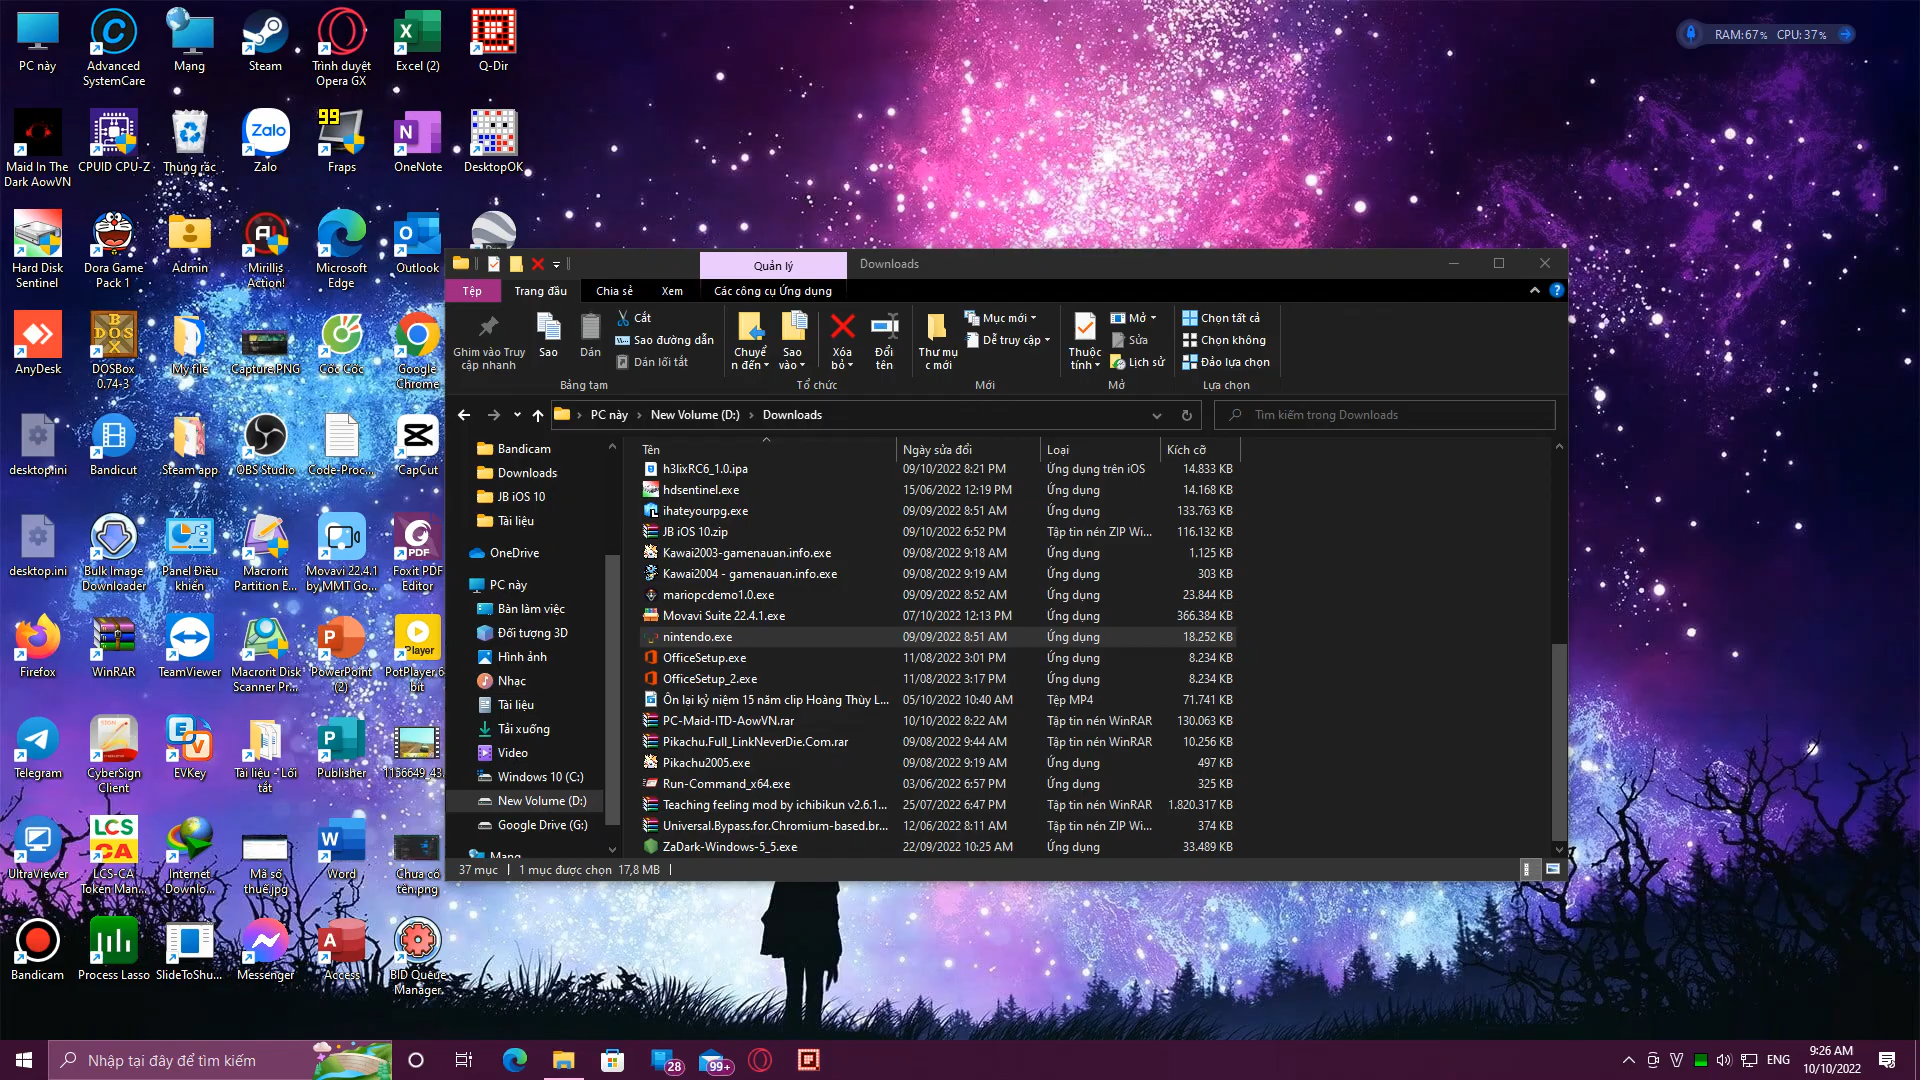 PC này
Advanced SystemCare
Mạng
Steam
Trình duyệt Opera GX
Excel (2)
Q-Dir
RAM:67% CPU:37%
Maid In The Dark AowVN
CPUID CPU-Z
Thùng rác
Zalo
Fraps
OneNote
DesktopOK
Hard Disk Sentinel
Dora Game Pack 1
Admin
Mirillis Action!
Microsoft Edge
Outlook
AnyDesk
DOSBox 0.74-3
My file
Capture.PNG
Cốc Cốc
Google Chrome
desktop.ini
Bandicut
Steam app
OBS Studio
Code-Proc...
CapCut
desktop.ini
Bulk Image Downloader
Panel Điều khiển
Macrorit Partition E...
Movavi 22.4.1 by MMT Go...
Foxit PDF Editor
Firefox
WinRAR
TeamViewer
Macrorit Disk Scanner Pr...
PowerPoint (2)
PotPlayer 64 bit
Telegram
CyberSign Client
EVKey
Tài liệu - Lối tắt
Publisher
UltraViewer
LCS-CA Token Man...
Internet Downlo...
Mã số thuế.jpg
Word
Chưa có tên.png
Bandicam
Process Lasso
SlideToShu...
Messenger
Access
BID Queue Manager
Quản lý
Downloads
Tệp
Trang đầu
Chia sẻ
Xem
Các công cụ Ứng dụng
Ghim vào Truy cập nhanh
Sao
Dán
Cắt
Sao đường dẫn
Dán lối tắt
Bảng tạm
Chuyển đến
Sao vào
Xóa bỏ
Đổi tên
Tổ chức
Thư mục mới
Mục mới
Dễ truy cập
Mới
Thuộc tính
Mở
Sửa
Lịch sử
Mở
Chọn tất cả
Chọn không
Đảo lựa chọn
Lựa chọn
PC này > New Volume (D:) > Downloads
Tìm kiếm trong Downloads
Bandicam
Downloads
JB iOS 10
Tài liệu
OneDrive
PC này
Bàn làm việc
Đối tượng 3D
Hình ảnh
Nhạc
Tài liệu
Tải xuống
Video
Windows 10 (C:)
New Volume (D:)
Google Drive (G:)
Mạng
Tên Ngày sửa đổi Loại Kích cỡ
h3lixRC6_1.0.ipa 09/10/2022 8:21 PM Ứng dụng trên iOS 14.833 KB
hdsentinel.exe 15/06/2022 12:19 PM Ứng dụng 14.168 KB
ihateyourpg.exe 09/09/2022 8:51 AM Ứng dụng 133.763 KB
JB iOS 10.zip 09/10/2022 6:52 PM Tập tin nén ZIP Wi... 116.132 KB
Kawai2003-gamenauan.info.exe 09/08/2022 9:18 AM Ứng dụng 1.125 KB
Kawai2004 - gamenauan.info.exe 09/08/2022 9:19 AM Ứng dụng 303 KB
mariopcdemo1.0.exe 09/09/2022 8:52 AM Ứng dụng 23.844 KB
Movavi Suite 22.4.1.exe 07/10/2022 12:13 PM Ứng dụng 366.384 KB
nintendo.exe 09/09/2022 8:51 AM Ứng dụng 18.252 KB
OfficeSetup.exe 11/08/2022 3:01 PM Ứng dụng 8.234 KB
OfficeSetup_2.exe 11/08/2022 3:17 PM Ứng dụng 8.234 KB
Ôn lại kỷ niệm 15 năm clip Hoàng Thùy L... 05/10/2022 10:40 AM Tệp MP4 71.741 KB
PC-Maid-ITD-AowVN.rar 10/10/2022 8:22 AM Tập tin nén WinRAR 130.063 KB
Pikachu.Full_LinkNeverDie.Com.rar 09/08/2022 9:44 AM Tập tin nén WinRAR 10.256 KB
Pikachu2005.exe 09/08/2022 9:19 AM Ứng dụng 497 KB
Run-Command_x64.exe 03/06/2022 6:57 PM Ứng dụng 325 KB
Teaching feeling mod by ichibikun v2.6.1... 25/07/2022 6:47 PM Tập tin nén WinRAR 1.820.317 KB
Universal.Bypass.for.Chromium-based.br... 12/06/2022 8:11 AM Tập tin nén ZIP Wi... 374 KB
ZaDark-Windows-5_5.exe 22/09/2022 10:25 AM Ứng dụng 33.489 KB
37 mục 1 mục được chọn 17,8 MB
Nhập tại đây để tìm kiếm
28
99+
ENG
9:26 AM
10/10/2022